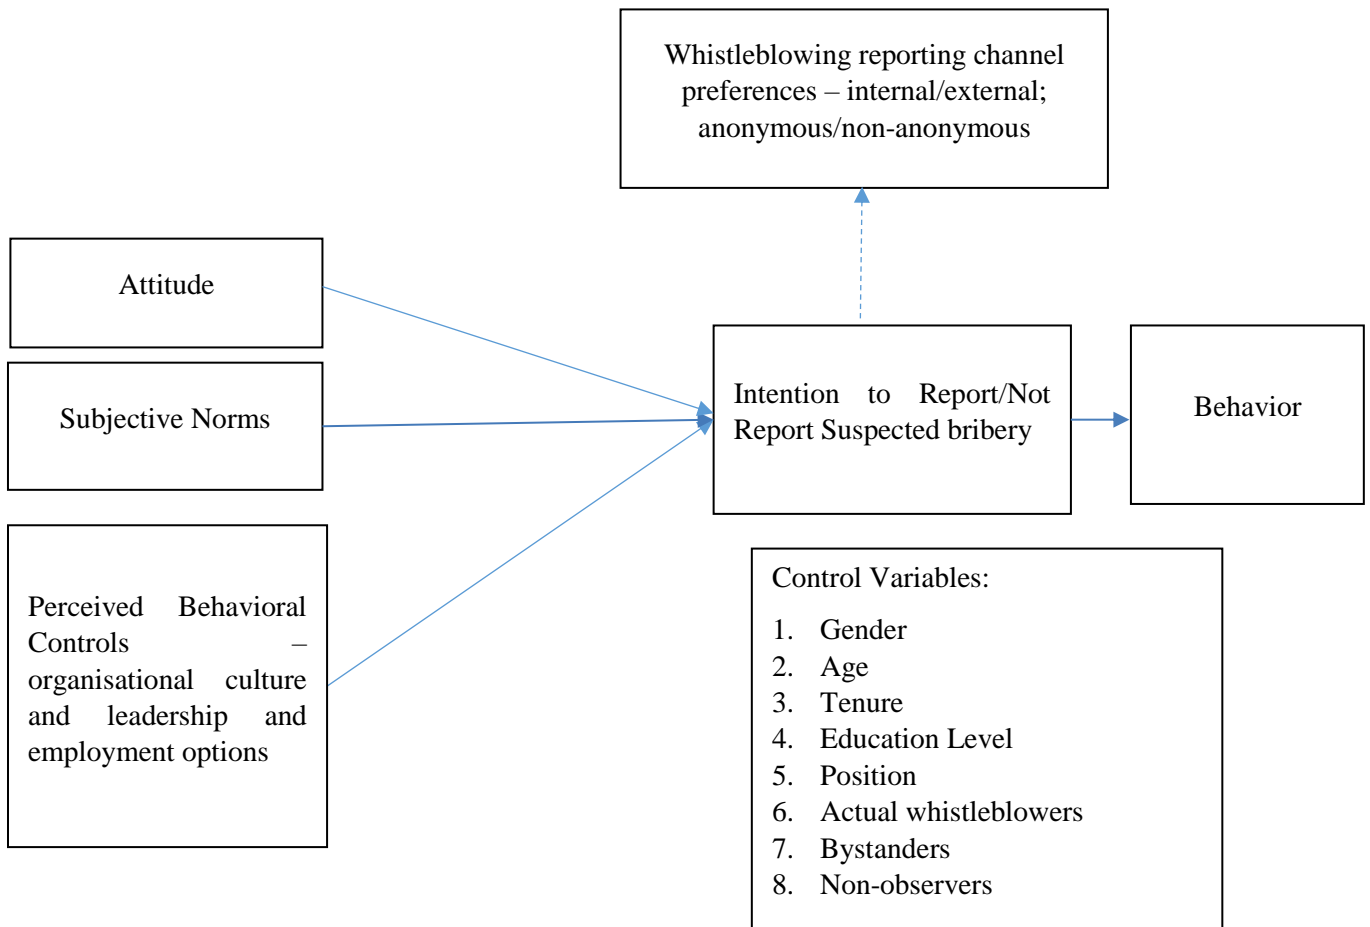 Whistleblowing reporting channel
preferences – internal/external;
anonymous/non-anonymous
Attitude
Subjective Norms
Intention to Report/Not
Report Suspected bribery
Behavior
Perceived Behavioral
Controls –
organisational culture
and leadership and
employment options
Control Variables:
1. Gender
2. Age
3. Tenure
4. Education Level
5. Position
6. Actual whistleblowers
7. Bystanders
8. Non-observers